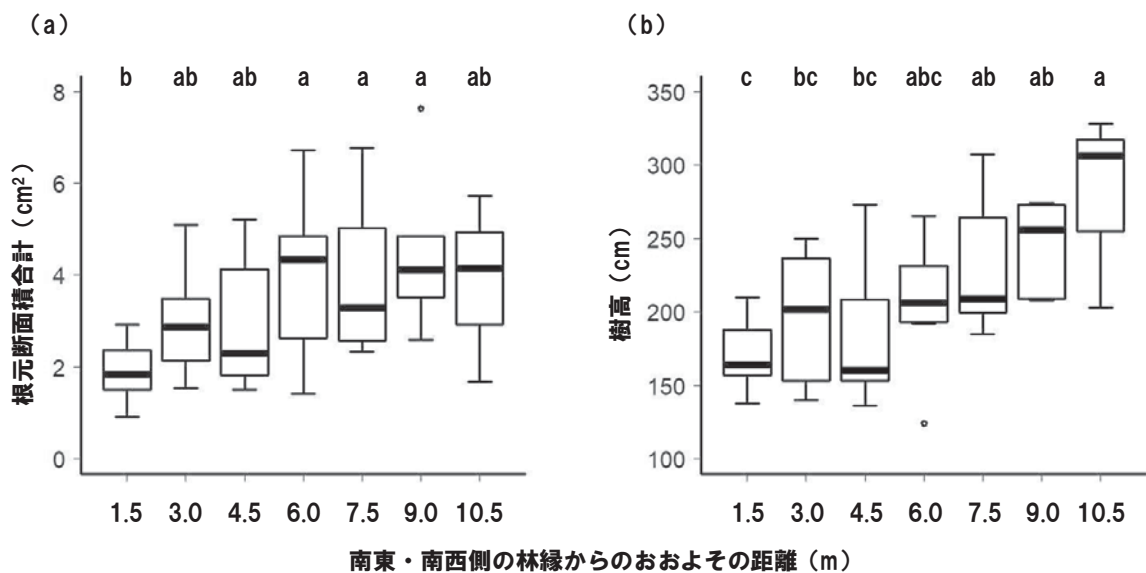 (a)
b ab ab a a a ab
8
6
4
2
0
根元断面積合計(cm²)
1.5 3.0 4.5 6.0 7.5 9.0 10.5
(b)
c bc bc abc ab ab a
350
300
250
200
150
100
樹高(cm)
1.5 3.0 4.5 6.0 7.5 9.0 10.5
南東・南西側の林縁からのおおよその距離(m)